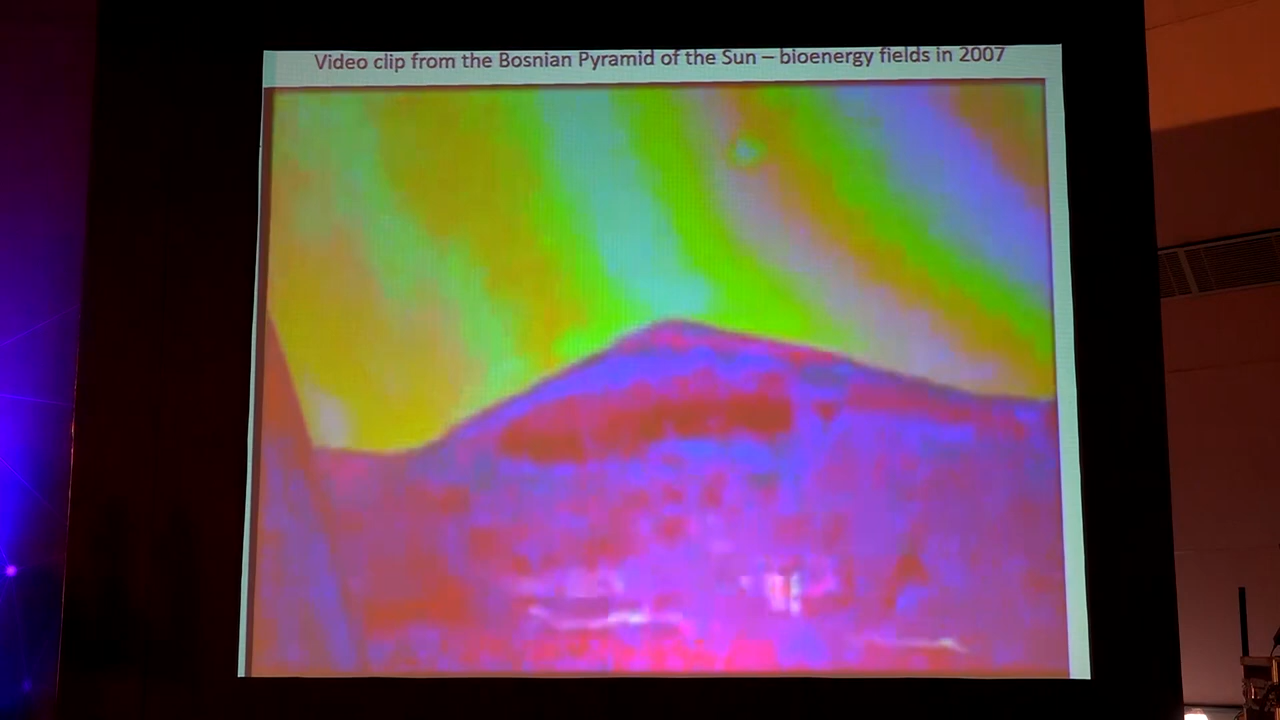 Video clip from the Bosnian Pyramid of the Sun – bioenergy fields in 2007